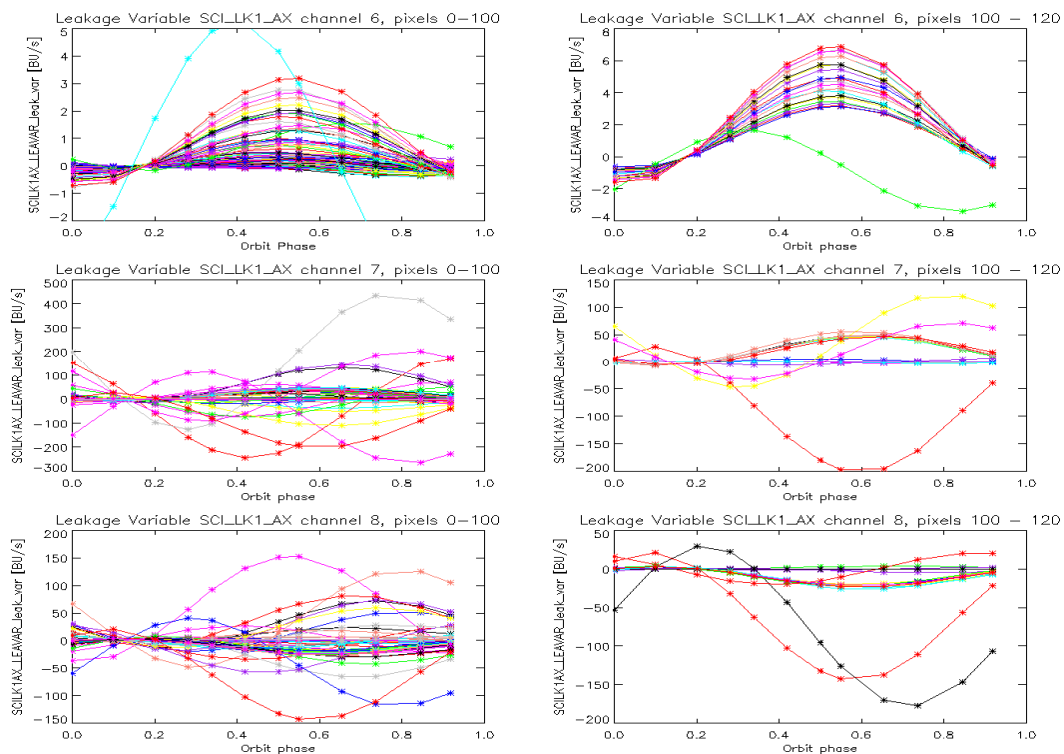 Leakage Variable SCI_LK1_AX channel 6, pixels 0-100
SCILK1AX_LEAVAR_leak_var [BU/s]
5
4
3
2
1
0
-1
-2
0.0 0.2 0.4 0.6 0.8 1.0
Orbit Phase
Leakage Variable SCI_LK1_AX channel 6, pixels 100 - 120
SCILK1AX_LEAVAR_leak_var [BU/s]
8
6
4
2
0
-2
-4
0.0 0.2 0.4 0.6 0.8 1.0
Orbit Phase
Leakage Variable SCI_LK1_AX channel 7, pixels 0-100
SCILK1AX_LEAVAR_leak_var [BU/s]
500
400
300
200
100
0
-100
-200
-300
0.0 0.2 0.4 0.6 0.8 1.0
Orbit phase
Leakage Variable SCI_LK1_AX channel 7, pixels 100 - 120
SCILK1AX_LEAVAR_leak_var [BU/s]
150
100
50
0
-50
-100
-150
-200
0.0 0.2 0.4 0.6 0.8 1.0
Orbit phase
Leakage Variable SCI_LK1_AX channel 8, pixels 0-100
SCILK1AX_LEAVAR_leak_var [BU/s]
200
150
100
50
0
-50
-100
-150
0.0 0.2 0.4 0.6 0.8 1.0
Orbit phase
Leakage Variable SCI_LK1_AX channel 8, pixels 100 - 120
SCILK1AX_LEAVAR_leak_var [BU/s]
50
0
-50
-100
-150
-200
0.0 0.2 0.4 0.6 0.8 1.0
Orbit phase